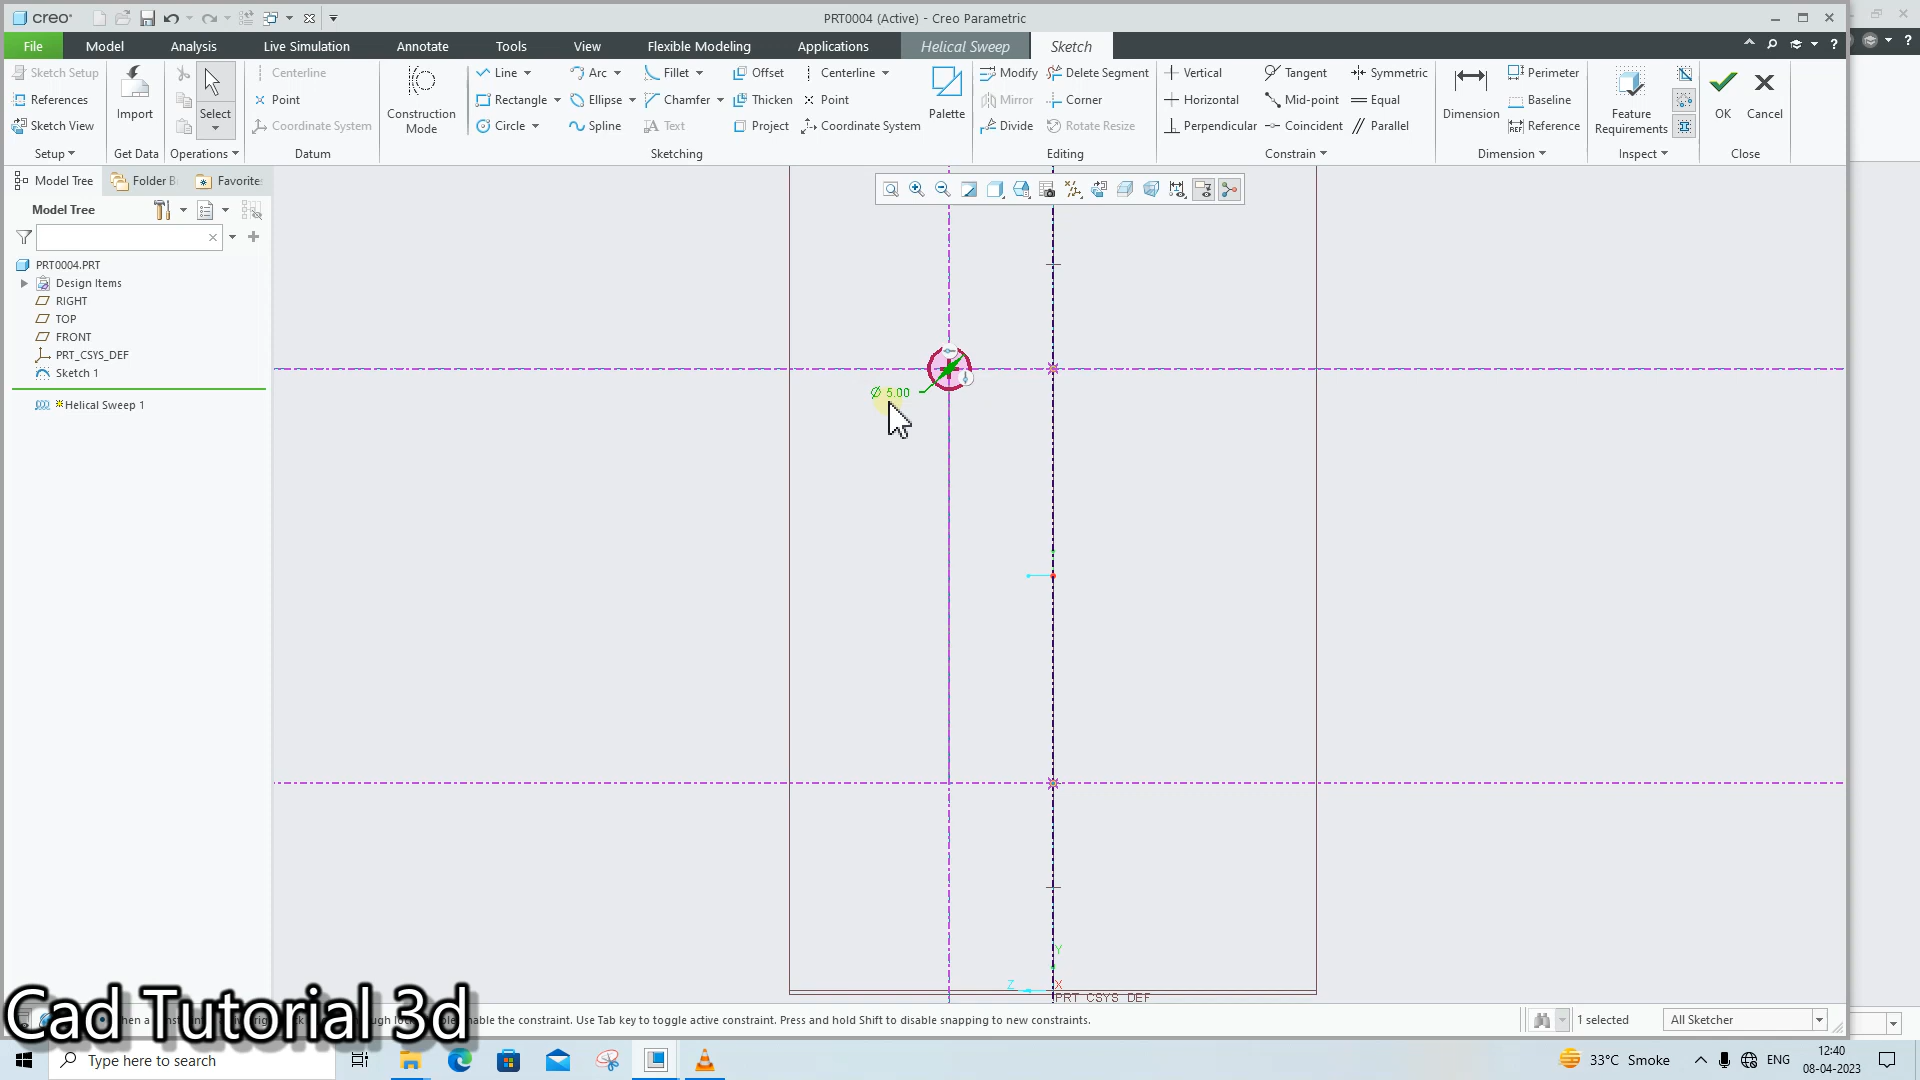 creo
PRT0004 (Active) - Creo Parametric
File Model Analysis Live Simulation Annotate Tools View Flexible Modeling Applications Helical Sweep Sketch
Sketch Setup
References
Sketch View
Setup
Import
Get Data
Select
Operations
Centerline
Point
Coordinate System
Datum
Construction
Mode
Line Arc Fillet Offset Centerline
Rectangle Ellipse Chamfer Thicken Point
Circle Spline Text Project Coordinate System
Palette
Sketching
Modify Delete Segment
Mirror Corner
Divide Rotate Resize
Editing
Vertical Tangent Symmetric
Horizontal Mid-point Equal
Perpendicular Coincident Parallel
Constrain
Dimension
Perimeter
Baseline
Reference
Dimension
Feature
Requirements
Inspect
OK Cancel
Close
Model Tree Folder B Favorite
Model Tree
PRT0004.PRT
Design Items
RIGHT
TOP
FRONT
PRT_CSYS_DEF
Sketch 1
Helical Sweep 1
Ø 5.00
Y
Z X
PRT_CSYS_DEF
Cad Tutorial 3d
able the constraint. Use Tab key to toggle active constraint. Press and hold Shift to disable snapping to new constraints.
1 selected
All Sketcher
Type here to search
33°C Smoke
ENG
12:40
08-04-2023